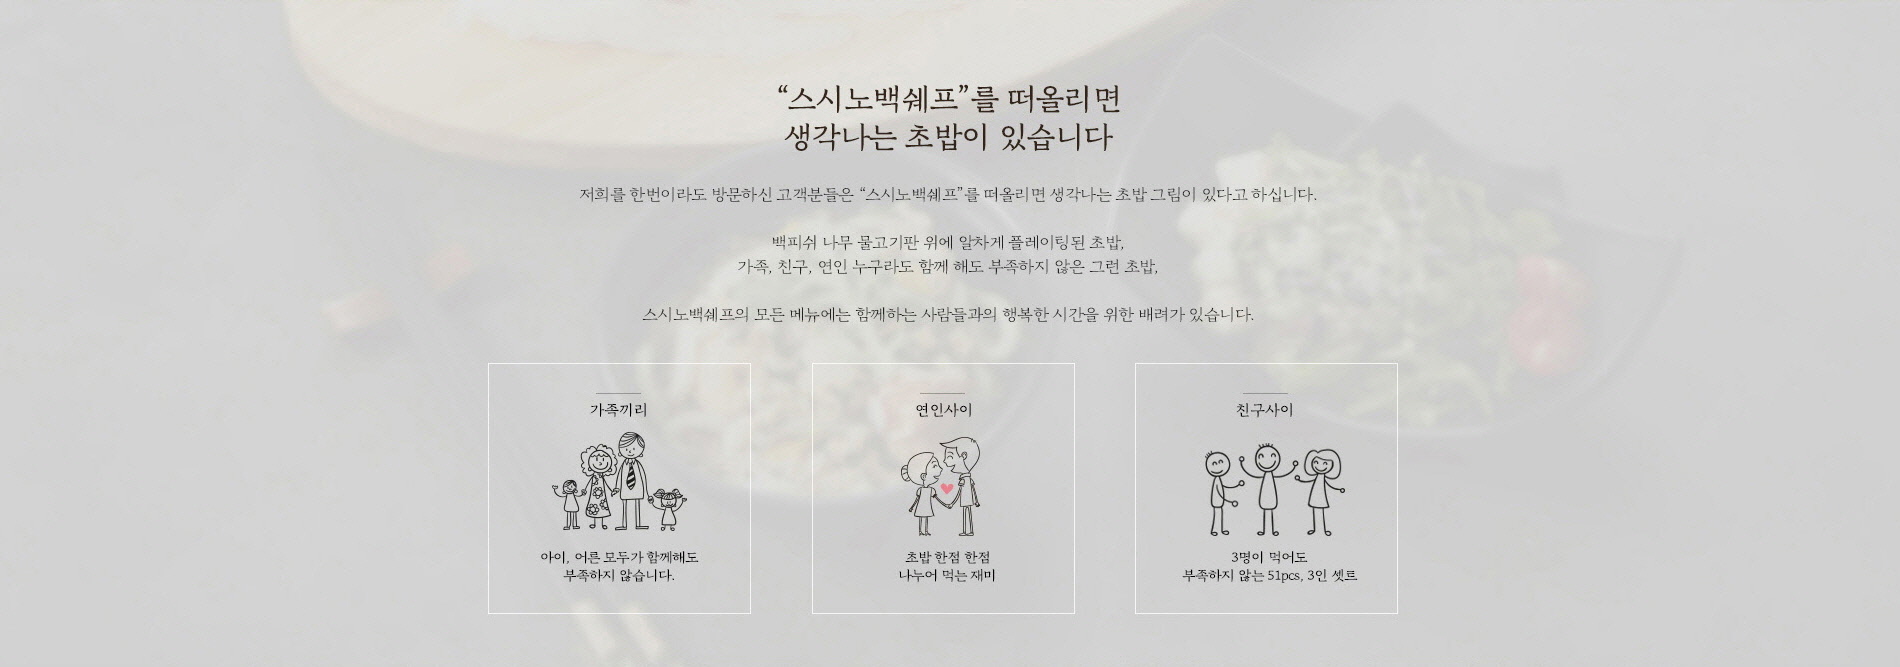 “스시노백쉐프”를 떠올리면
생각나는 초밥이 있습니다
저희를 한번이라도 방문하신 고객분들은 “스시노백쉐프”를 떠올리면 생각나는 초밥 그림이 있다고 하십니다.
백피쉬 나무 물고기판 위에 알차게 플레이팅된 초밥,
가족, 친구, 연인 누구라도 함께 해도 부족하지 않은 그런 초밥,
스시노백쉐프의 모든 메뉴에는 함께하는 사람들과의 행복한 시간을 위한 배려가 있습니다.
가족끼리
아이, 어른 모두가 함께해도
부족하지 않습니다.
연인사이
초밥 한점 한점
나누어 먹는 재미
친구사이
3명이 먹어도
부족하지 않는 51pcs, 3인 셋트